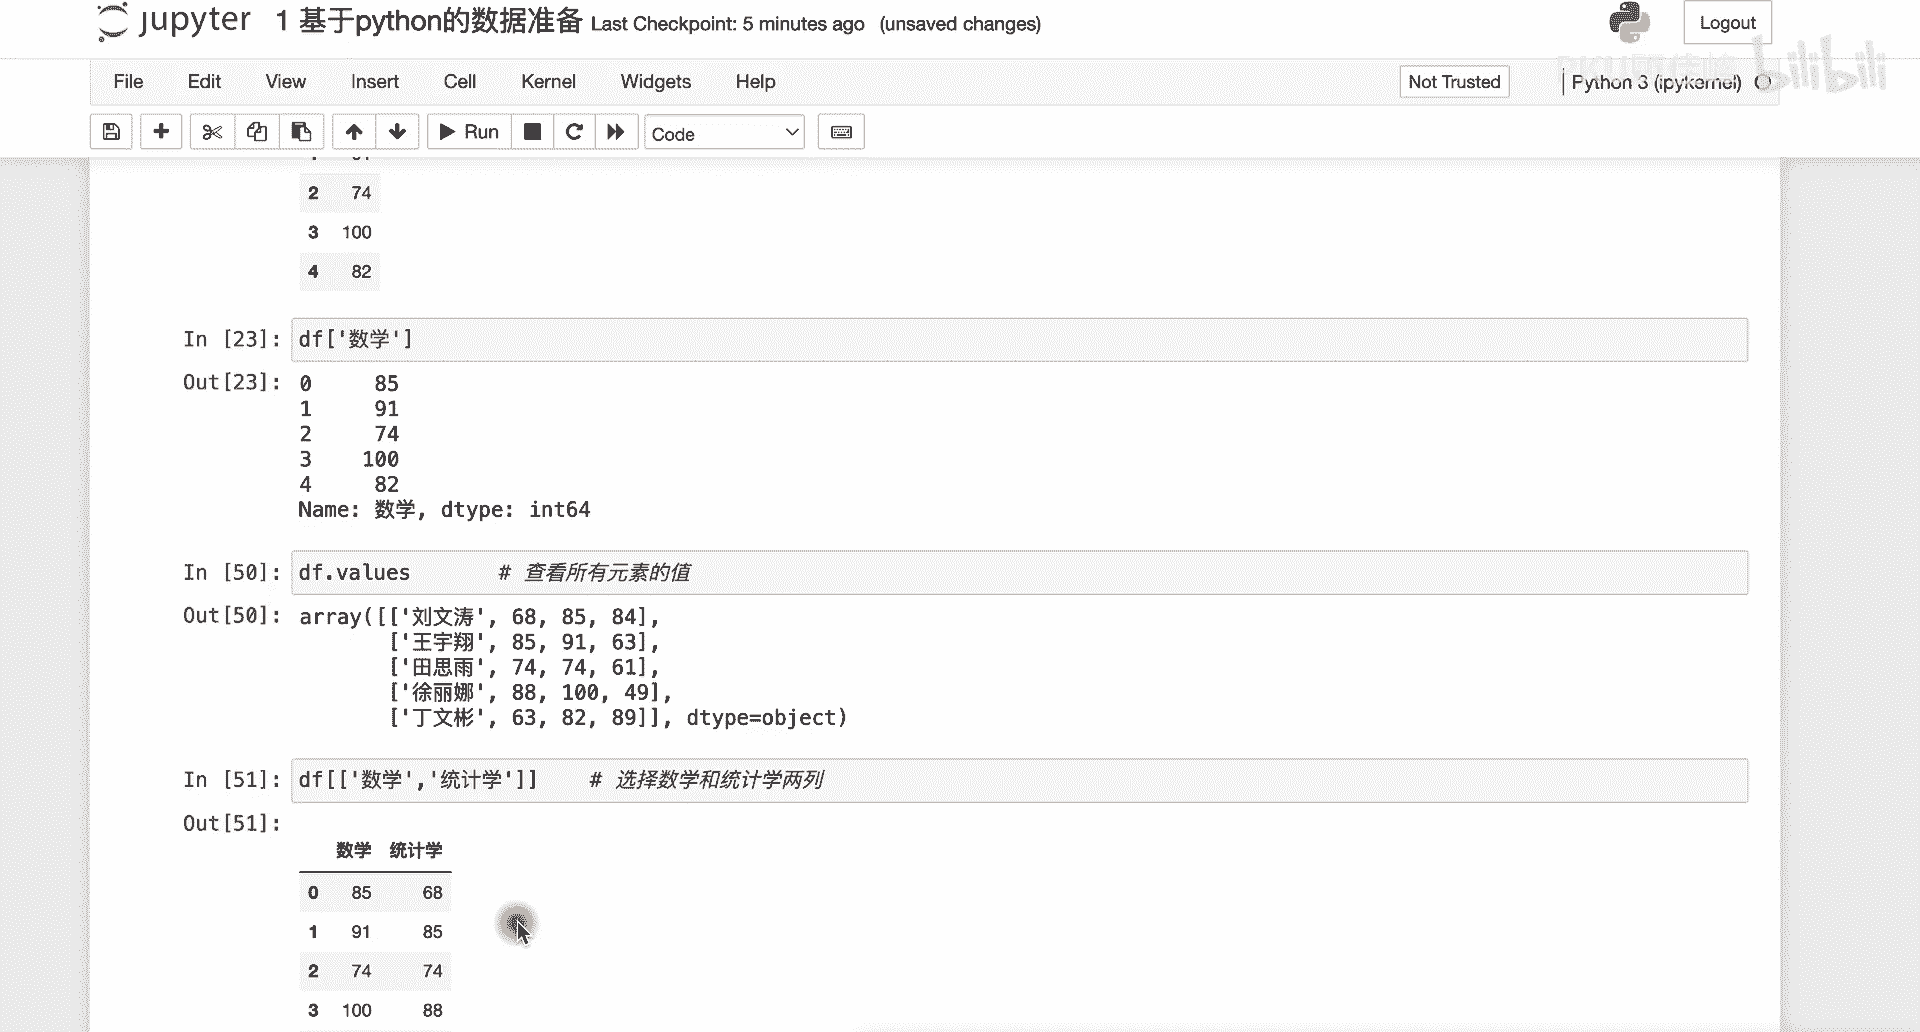 jupyter 1 基于python的数据准备 Last Checkpoint: 5 minutes ago (unsaved changes)
Logout
bilibili
File Edit View Insert Cell Kernel Widgets Help
Not Trusted
Python 3 (ipykernel)
Run
Code
2 74
3 100
4 82
In [23]: df['数学']
Out[23]: 0 85
1 91
2 74
3 100
4 82
Name: 数学, dtype: int64
In [50]: df.values # 查看所有元素的值
Out[50]: array([['刘文涛', 68, 85, 84],
['王宇翔', 85, 91, 63],
['田思雨', 74, 74, 61],
['徐丽娜', 88, 100, 49],
['丁文彬', 63, 82, 89]], dtype=object)
In [51]: df[['数学','统计学']] # 选择数学和统计学两列
Out[51]:
数学 统计学
0 85 68
1 91 85
2 74 74
3 100 88